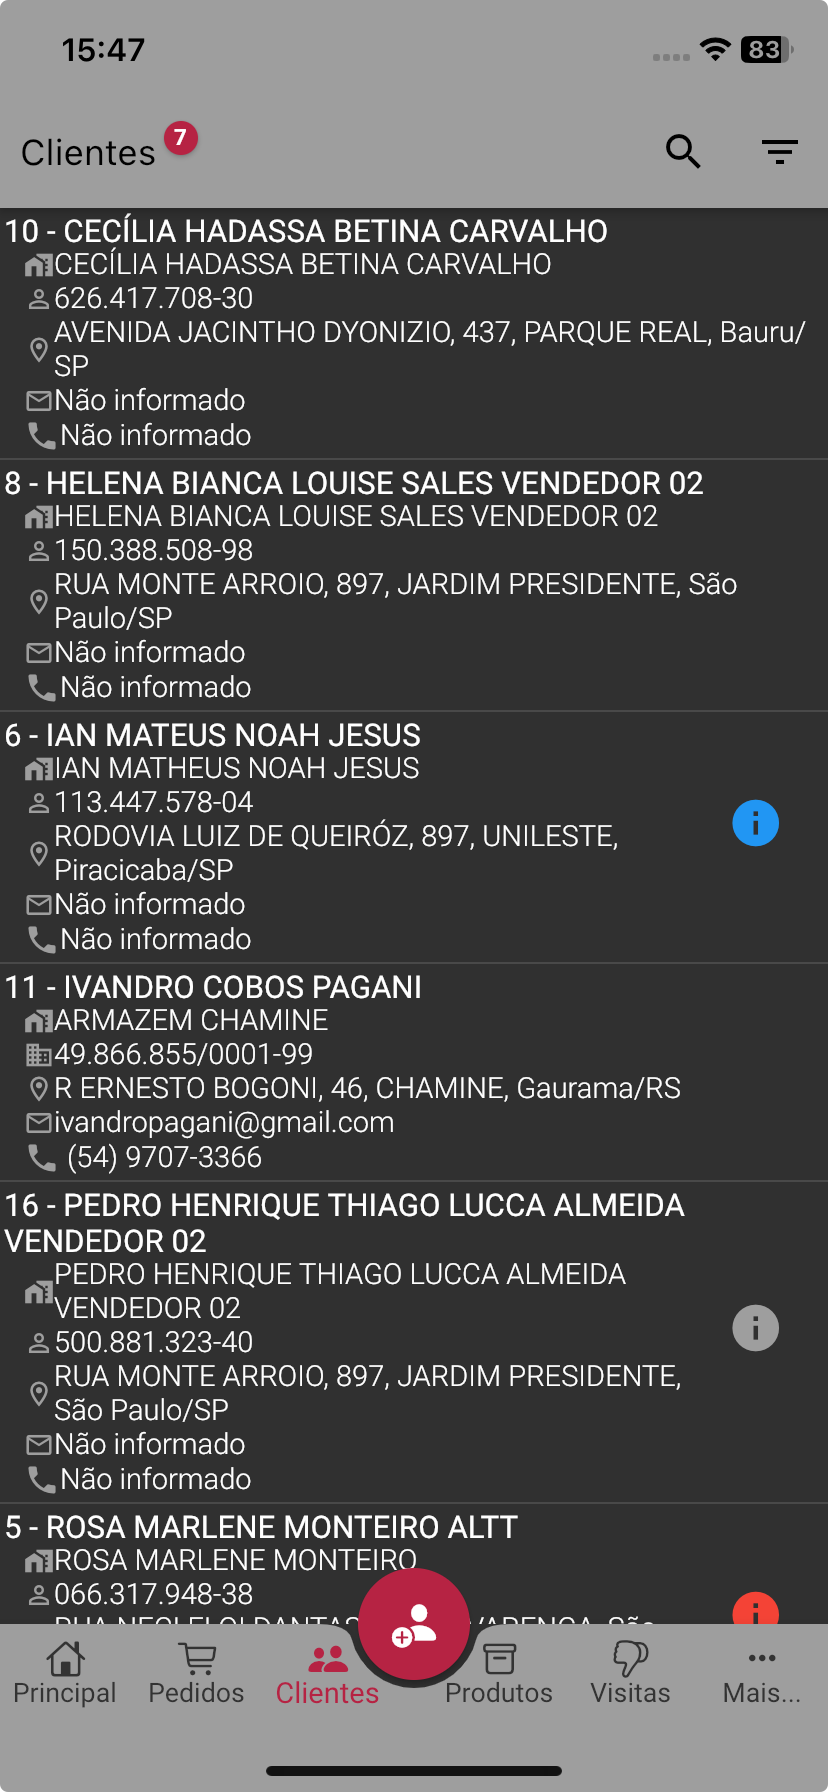 15:47
83
Clientes 7
10 - CECÍLIA HADASSA BETINA CARVALHO
CECÍLIA HADASSA BETINA CARVALHO
626.417.708-30
AVENIDA JACINTHO DYONIZIO, 437, PARQUE REAL, Bauru/
SP
Não informado
Não informado
8 - HELENA BIANCA LOUISE SALES VENDEDOR 02
HELENA BIANCA LOUISE SALES VENDEDOR 02
150.388.508-98
RUA MONTE ARROIO, 897, JARDIM PRESIDENTE, São
Paulo/SP
Não informado
Não informado
6 - IAN MATEUS NOAH JESUS
IAN MATHEUS NOAH JESUS
113.447.578-04
RODOVIA LUIZ DE QUEIRÓZ, 897, UNILESTE,
Piracicaba/SP
Não informado
Não informado
11 - IVANDRO COBOS PAGANI
ARMAZEM CHAMINE
49.866.855/0001-99
R ERNESTO BOGONI, 46, CHAMINE, Gaurama/RS
ivandropagani@gmail.com
(54) 9707-3366
16 - PEDRO HENRIQUE THIAGO LUCCA ALMEIDA
VENDEDOR 02
PEDRO HENRIQUE THIAGO LUCCA ALMEIDA
VENDEDOR 02
500.881.323-40
RUA MONTE ARROIO, 897, JARDIM PRESIDENTE,
São Paulo/SP
Não informado
Não informado
5 - ROSA MARLENE MONTEIRO ALTT
ROSA MARLENE MONTEIRO
066.317.948-38
RUA
Principal Pedidos Clientes Produtos Visitas Mais...